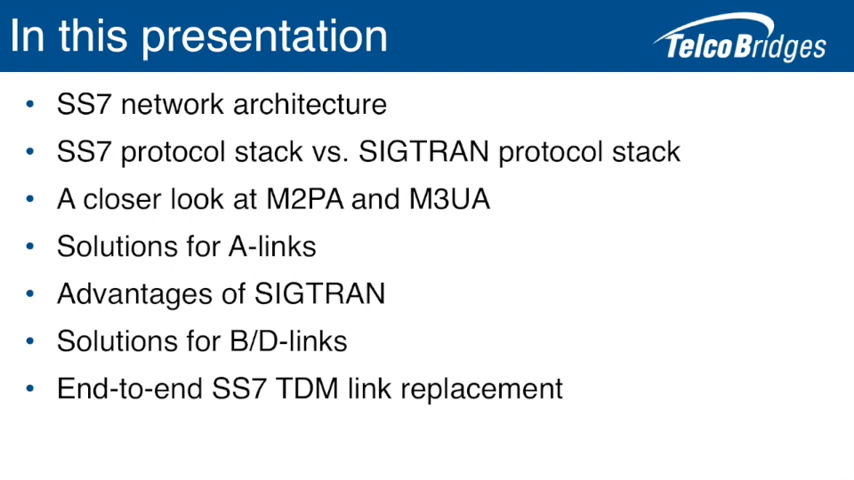 In this presentation
TelcoBridges
• SS7 network architecture
• SS7 protocol stack vs. SIGTRAN protocol stack
• A closer look at M2PA and M3UA
• Solutions for A-links
• Advantages of SIGTRAN
• Solutions for B/D-links
• End-to-end SS7 TDM link replacement